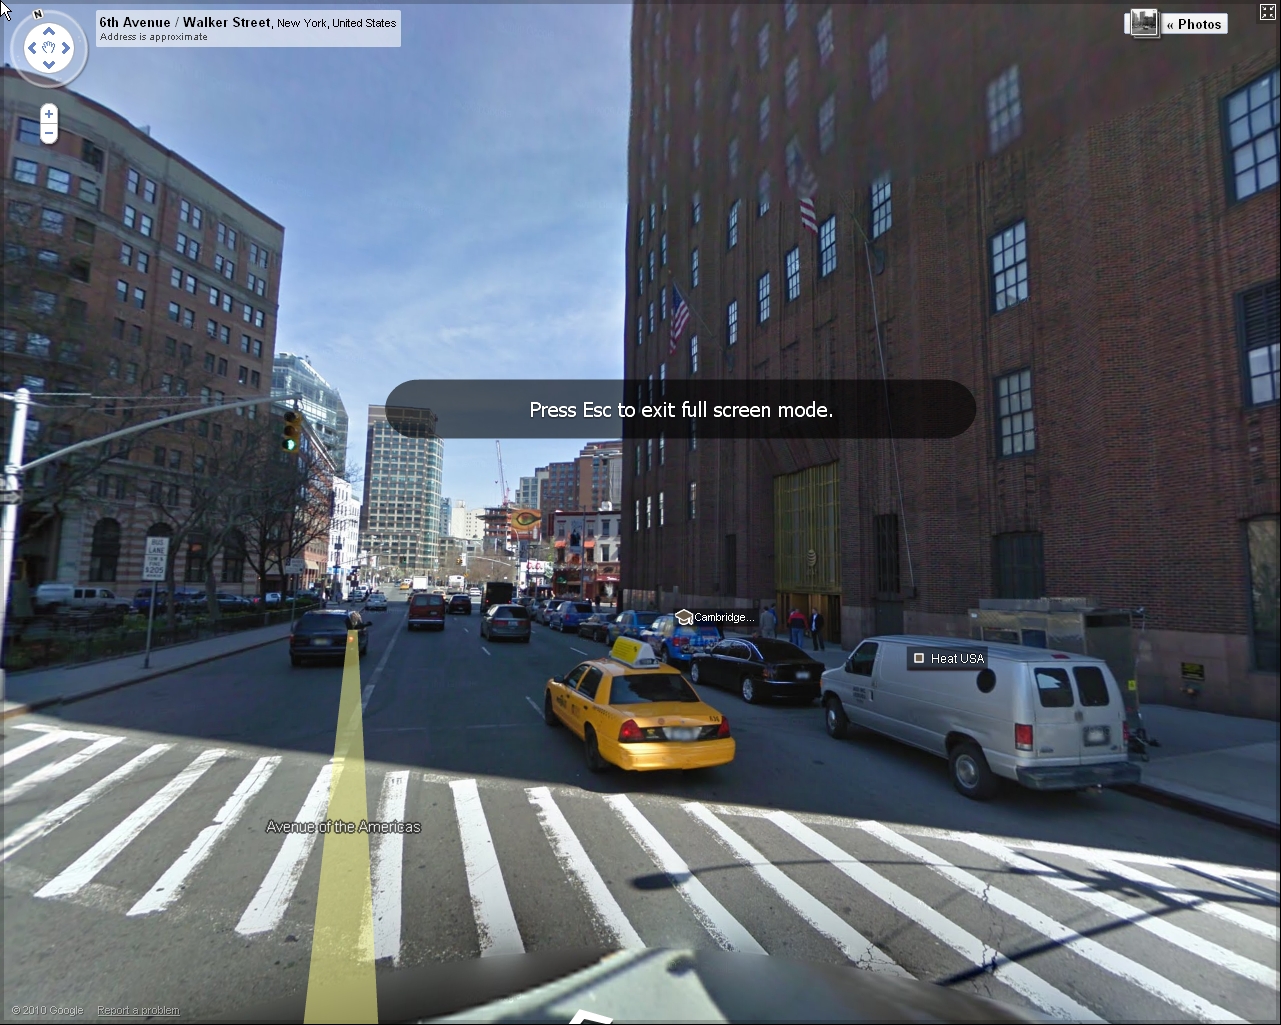 N
6th Avenue / Walker Street, New York, United States
Address is approximate
« Photos
Press Esc to exit full screen mode.
BUS
LANE
$205
Cambridge...
Heat USA
Avenue of the Americas
© 2010 Google Report a problem